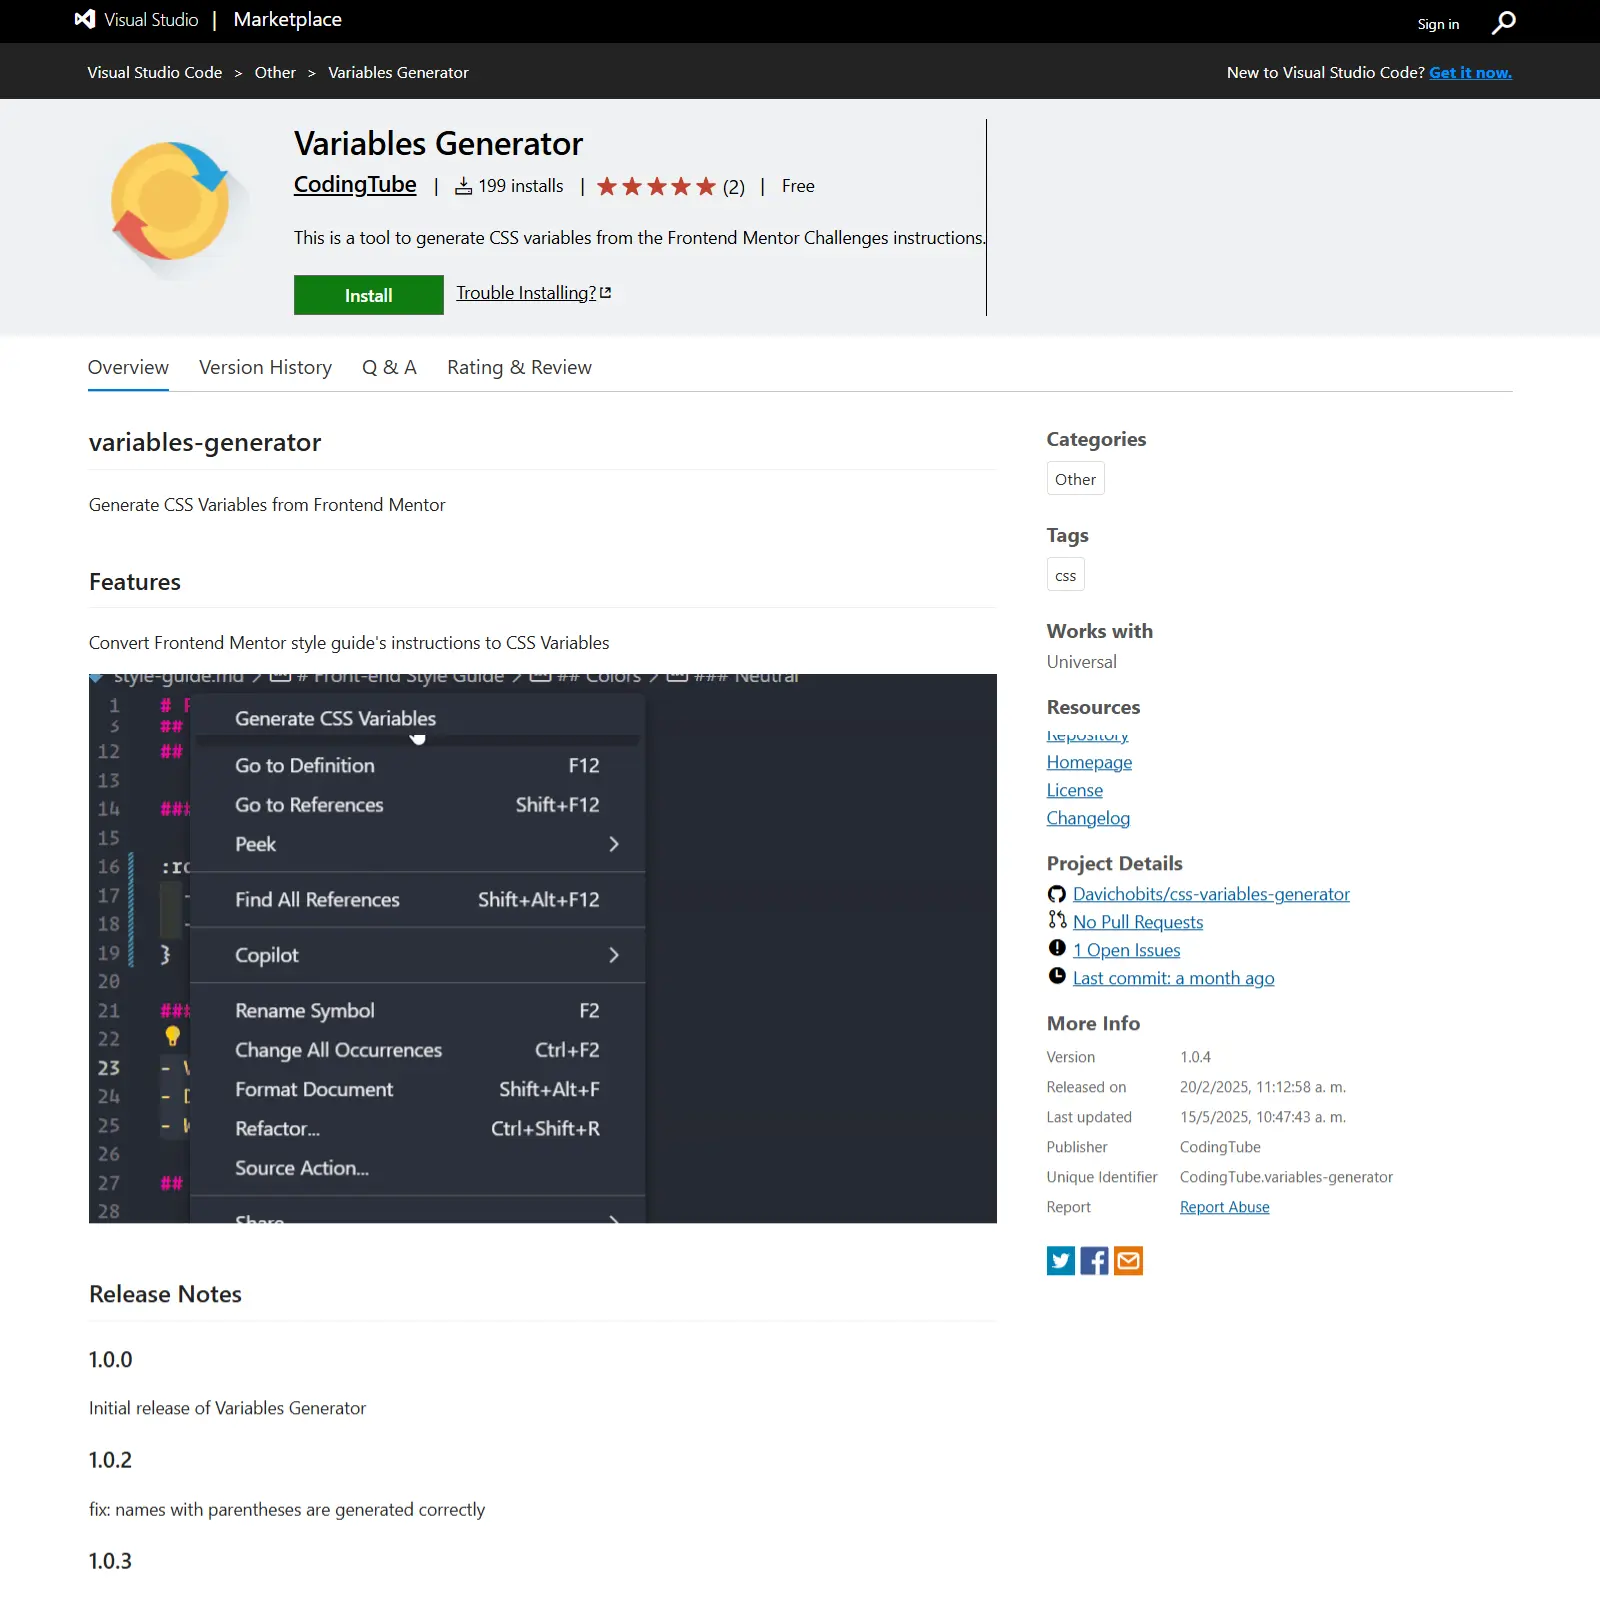 Visual Studio | Marketplace
Sign in
Visual Studio Code > Other > Variables Generator
New to Visual Studio Code? Get it now.
Variables Generator
CodingTube | 199 installs | (2) | Free
This is a tool to generate CSS variables from the Frontend Mentor Challenges instructions.
Install
Trouble Installing?
Overview
Version History
Q & A
Rating & Review
variables-generator
Generate CSS Variables from Frontend Mentor
Features
Convert Frontend Mentor style guide's instructions to CSS Variables
style-guide.md > # Front-end Style Guide > ## Colors > ### Neutral
1 #
3 ##
12 ##
13
14 ###
15
16 :ro
17 -
18 -
19 }
20
21 ###
22
23 -
24 -
25 -
26
27 ##
28
Generate CSS Variables
Go to Definition F12
Go to References Shift+F12
Peek
Find All References Shift+Alt+F12
Copilot
Rename Symbol F2
Change All Occurrences Ctrl+F2
Format Document Shift+Alt+F
Refactor... Ctrl+Shift+R
Source Action...
Share
Release Notes
1.0.0
Initial release of Variables Generator
1.0.2
fix: names with parentheses are generated correctly
1.0.3
Categories
Other
Tags
css
Works with
Universal
Resources
Repository
Homepage
License
Changelog
Project Details
Davichobits/css-variables-generator
No Pull Requests
1 Open Issues
Last commit: a month ago
More Info
Version 1.0.4
Released on 20/2/2025, 11:12:58 a. m.
Last updated 15/5/2025, 10:47:43 a. m.
Publisher CodingTube
Unique Identifier CodingTube.variables-generator
Report Report Abuse